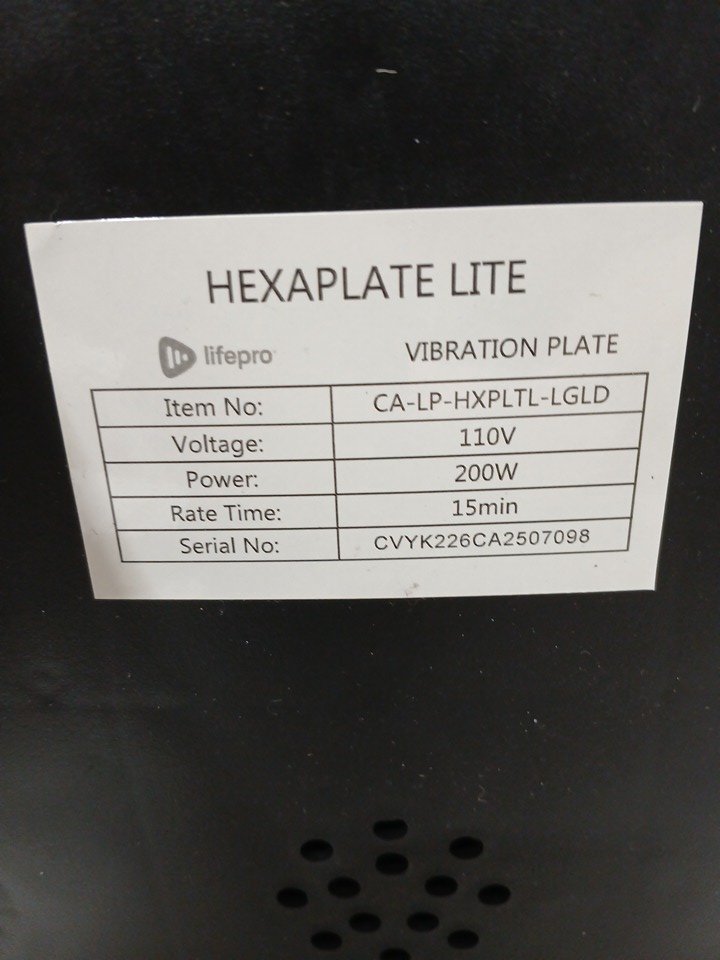 HEXAPLATE LITE
lifepro VIBRATION PLATE
Item No: CA-LP-HXPLTL-LGLD
Voltage: 110V
Power: 200W
Rate Time: 15min
Serial No: CVYK226CA2507098